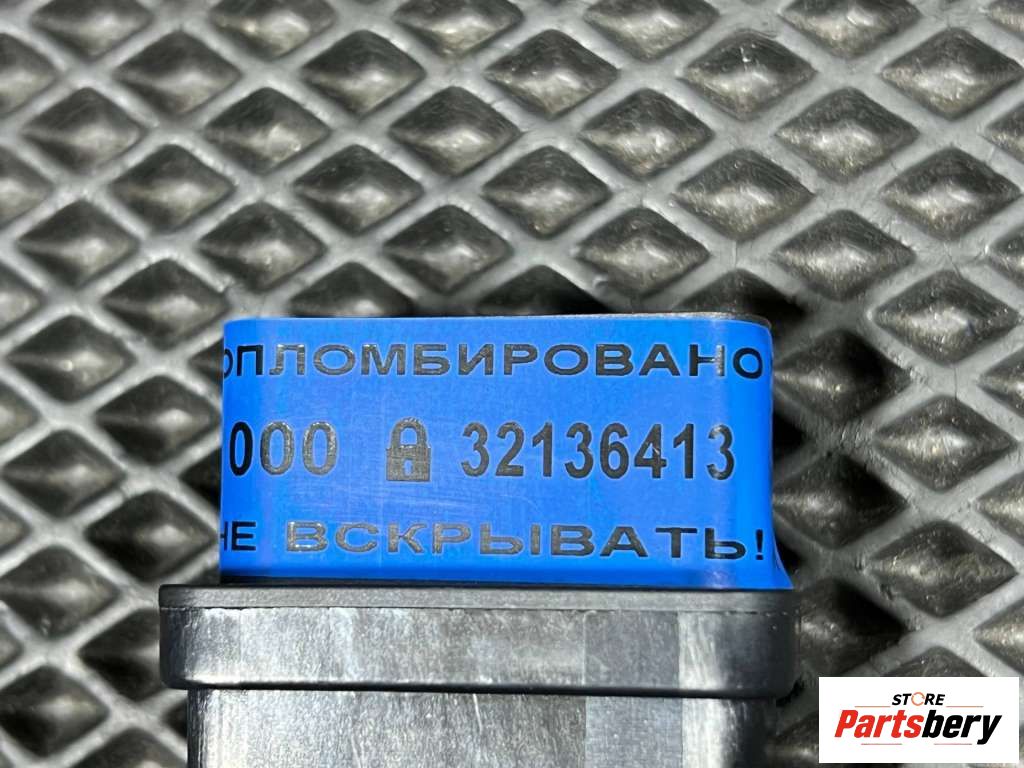 ОПЛОМБИРОВАНО
000 32136413
НЕ ВСКРЫВАТЬ!
STORE
Partsbery